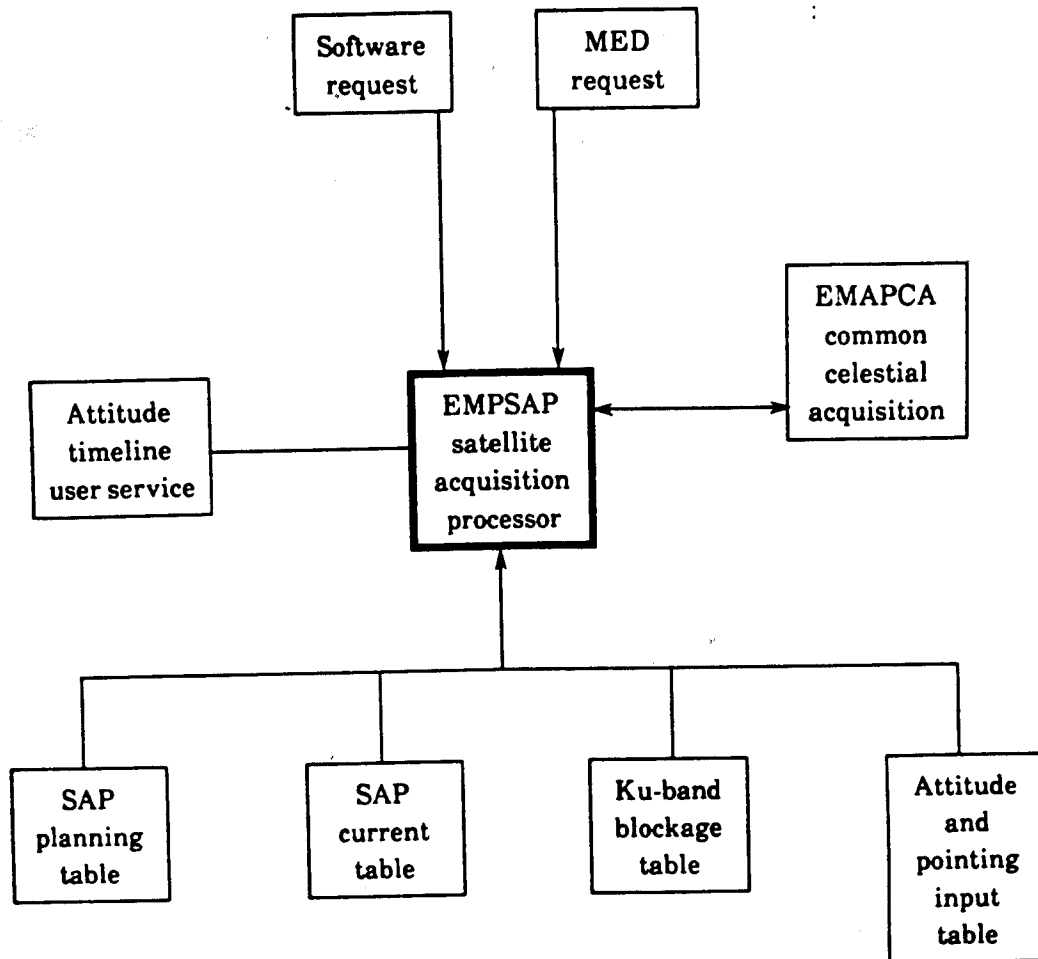 Software
request
MED
request
EMAPCA
common
celestial
acquisition
EMPSAP
satellite
acquisition
processor
Attitude
timeline
user service
SAP
planning
table
SAP
current
table
Ku-band
blockage
table
Attitude
and
pointing
input
table